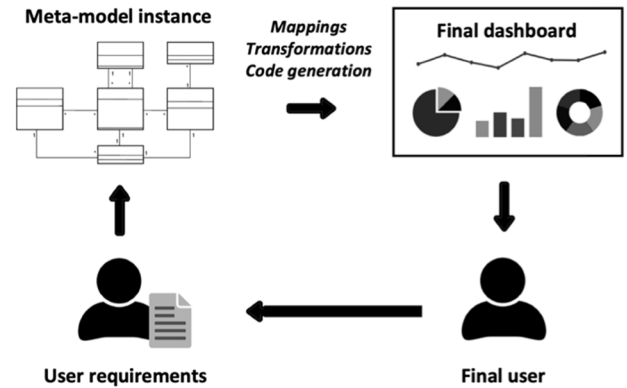 Meta-model instance
Mappings
Transformations
Code generation
Final dashboard
User requirements
Final user